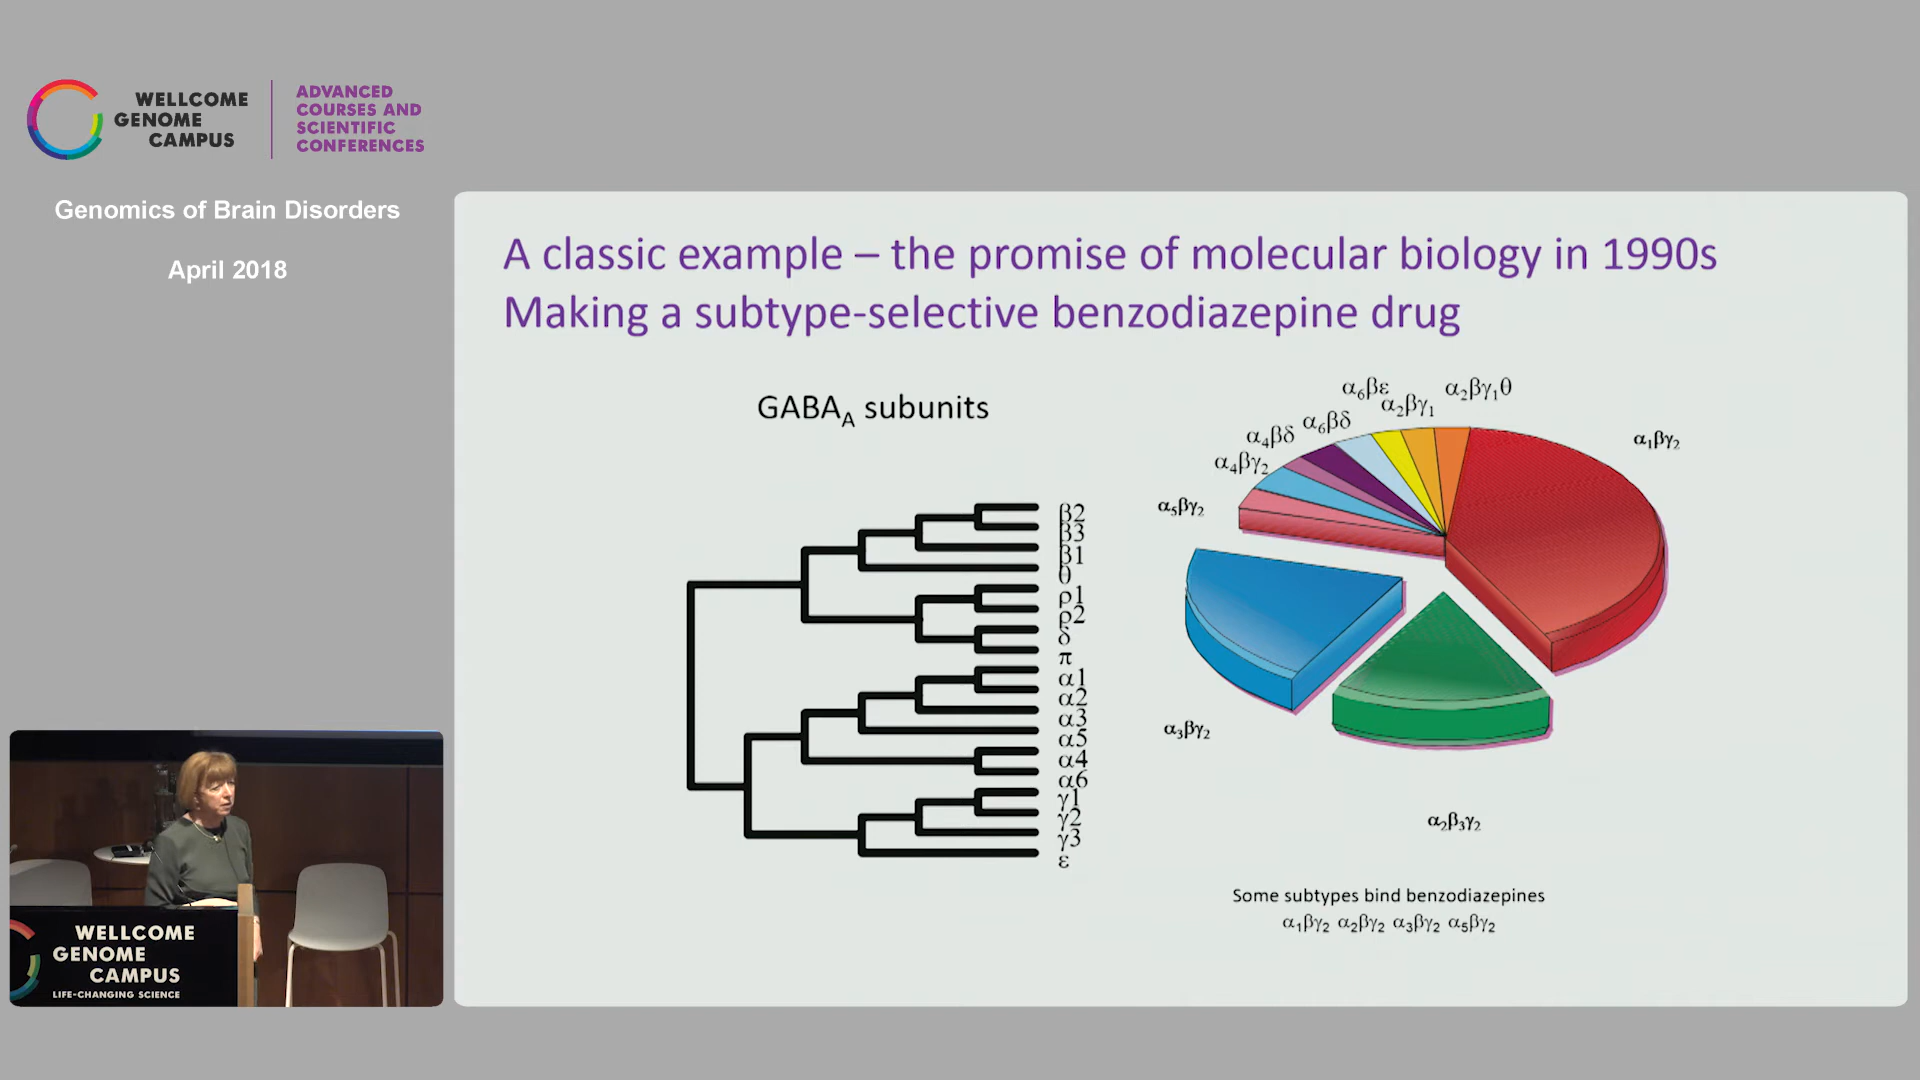 WELLCOME
GENOME
CAMPUS
ADVANCED
COURSES AND
SCIENTIFIC
CONFERENCES
Genomics of Brain Disorders
April 2018
A classic example – the promise of molecular biology in 1990s
Making a subtype-selective benzodiazepine drug
GABAA subunits
β2
β3
β1
θ
ρ1
ρ2
δ
π
α1
α2
α3
α5
α4
α6
γ1
γ2
γ3
ε
α6βε
α2βγ1θ
α2βγ1
α6βδ
α4βδ
α1βγ2
α4βγ2
α5βγ2
α3βγ2
α2β3γ2
Some subtypes bind benzodiazepines
α1βγ2 α2βγ2 α3βγ2 α5βγ2
WELLCOME
GENOME
CAMPUS
LIFE-CHANGING SCIENCE